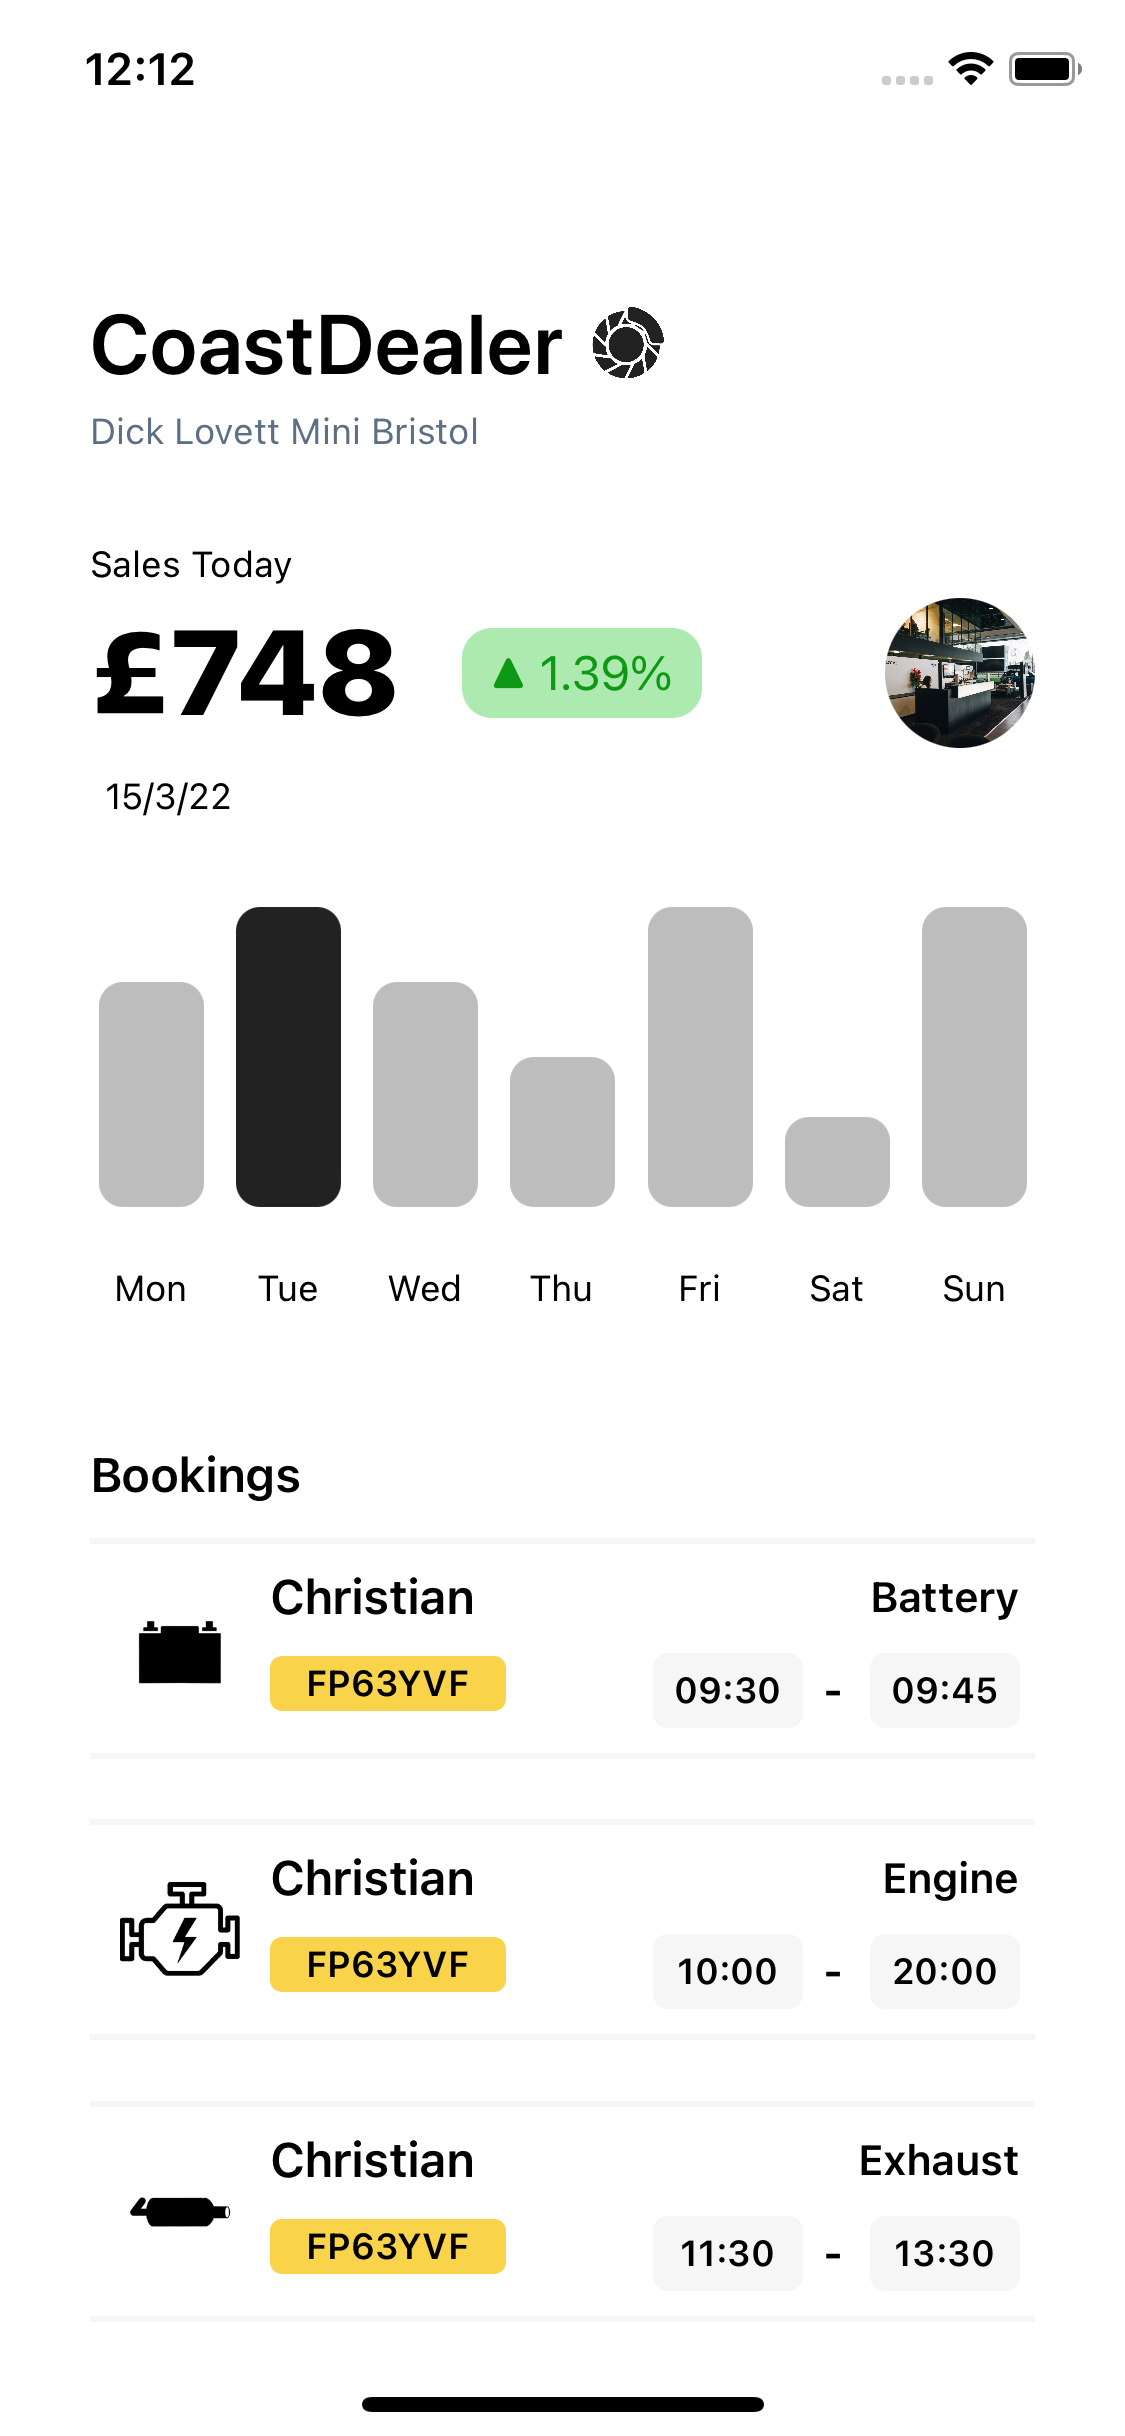 12:12
CoastDealer
Dick Lovett Mini Bristol
Sales Today
£748 ▲ 1.39%
15/3/22
Mon Tue Wed Thu Fri Sat Sun
Bookings
Christian Battery
FP63YVF 09:30 - 09:45
Christian Engine
FP63YVF 10:00 - 20:00
Christian Exhaust
FP63YVF 11:30 - 13:30